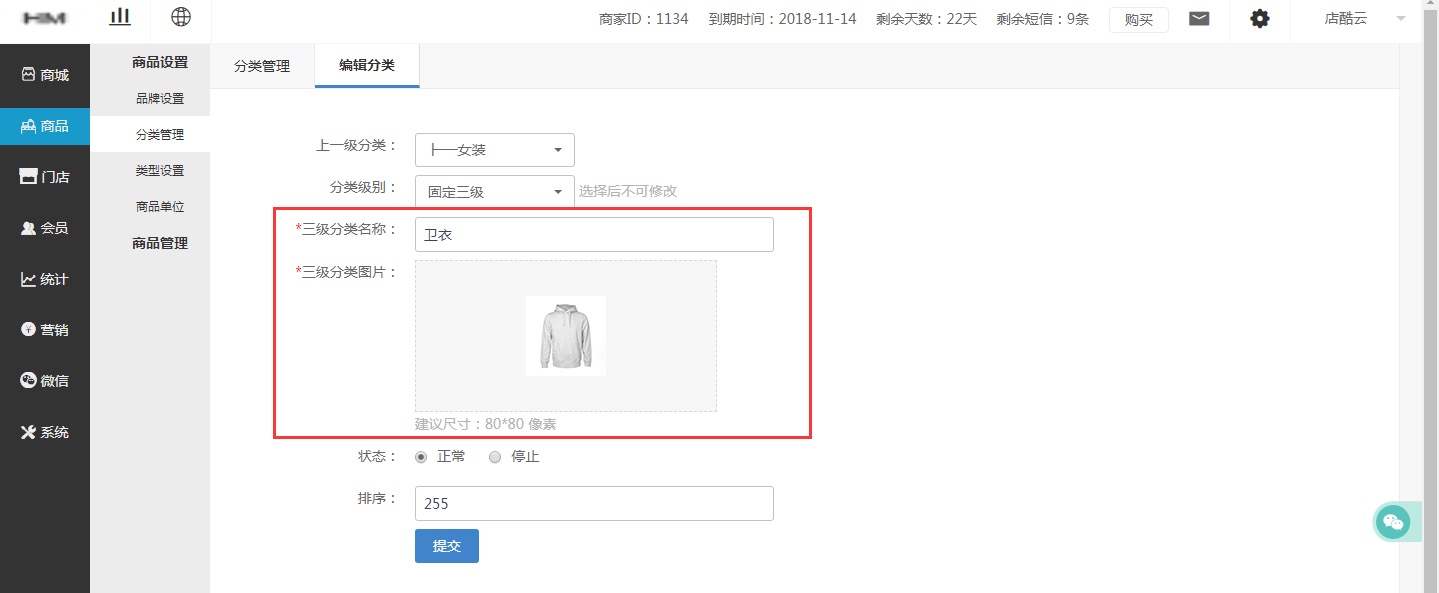 商家ID：1134 到期时间：2018-11-14 剩余天数：22天 剩余短信：9条 购买 店酷云
商城
商品
门店
会员
统计
营销
微信
系统
商品设置
品牌设置
分类管理
类型设置
商品单位
商品管理
分类管理 编辑分类
上一级分类： ├──女装
分类级别： 固定三级 选择后不可修改
*三级分类名称： 卫衣
*三级分类图片：
建议尺寸：80*80 像素
状态： 正常 停止
排序： 255
提交